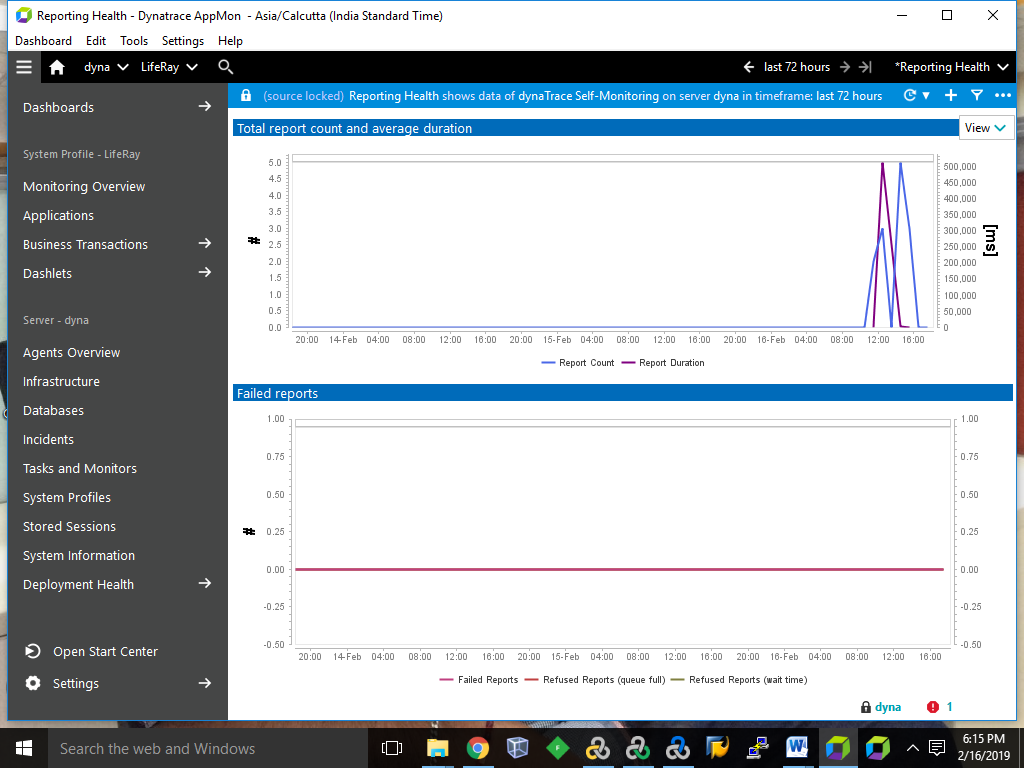 Reporting Health - Dynatrace AppMon - Asia/Calcutta (India Standard Time)
Dashboard Edit Tools Settings Help
dyna LifeRay last 72 hours *Reporting Health
(source locked) Reporting Health shows data of dynaTrace Self-Monitoring on server dyna in timeframe: last 72 hours
Dashboards
System Profile - LifeRay
Monitoring Overview
Applications
Business Transactions
Dashlets
Server - dyna
Agents Overview
Infrastructure
Databases
Incidents
Tasks and Monitors
System Profiles
Stored Sessions
System Information
Deployment Health
Open Start Center
Settings
Total report count and average duration
View
5.0
4.5
4.0
3.5
3.0
2.5
2.0
1.5
1.0
0.5
0.0
#
500,000
450,000
400,000
350,000
300,000
250,000
200,000
150,000
100,000
50,000
0
[ms]
20:00 14-Feb 04:00 08:00 12:00 16:00 20:00 15-Feb 04:00 08:00 12:00 16:00 20:00 16-Feb 04:00 08:00 12:00 16:00
Report Count Report Duration
Failed reports
1.00
0.75
0.50
0.25
0.00
-0.25
-0.50
#
1.00
0.75
0.50
0.25
0.00
-0.25
-0.50
20:00 14-Feb 04:00 08:00 12:00 16:00 20:00 15-Feb 04:00 08:00 12:00 16:00 20:00 16-Feb 04:00 08:00 12:00 16:00
Failed Reports Refused Reports (queue full) Refused Reports (wait time)
dyna 1
Search the web and Windows
6:15 PM
2/16/2019